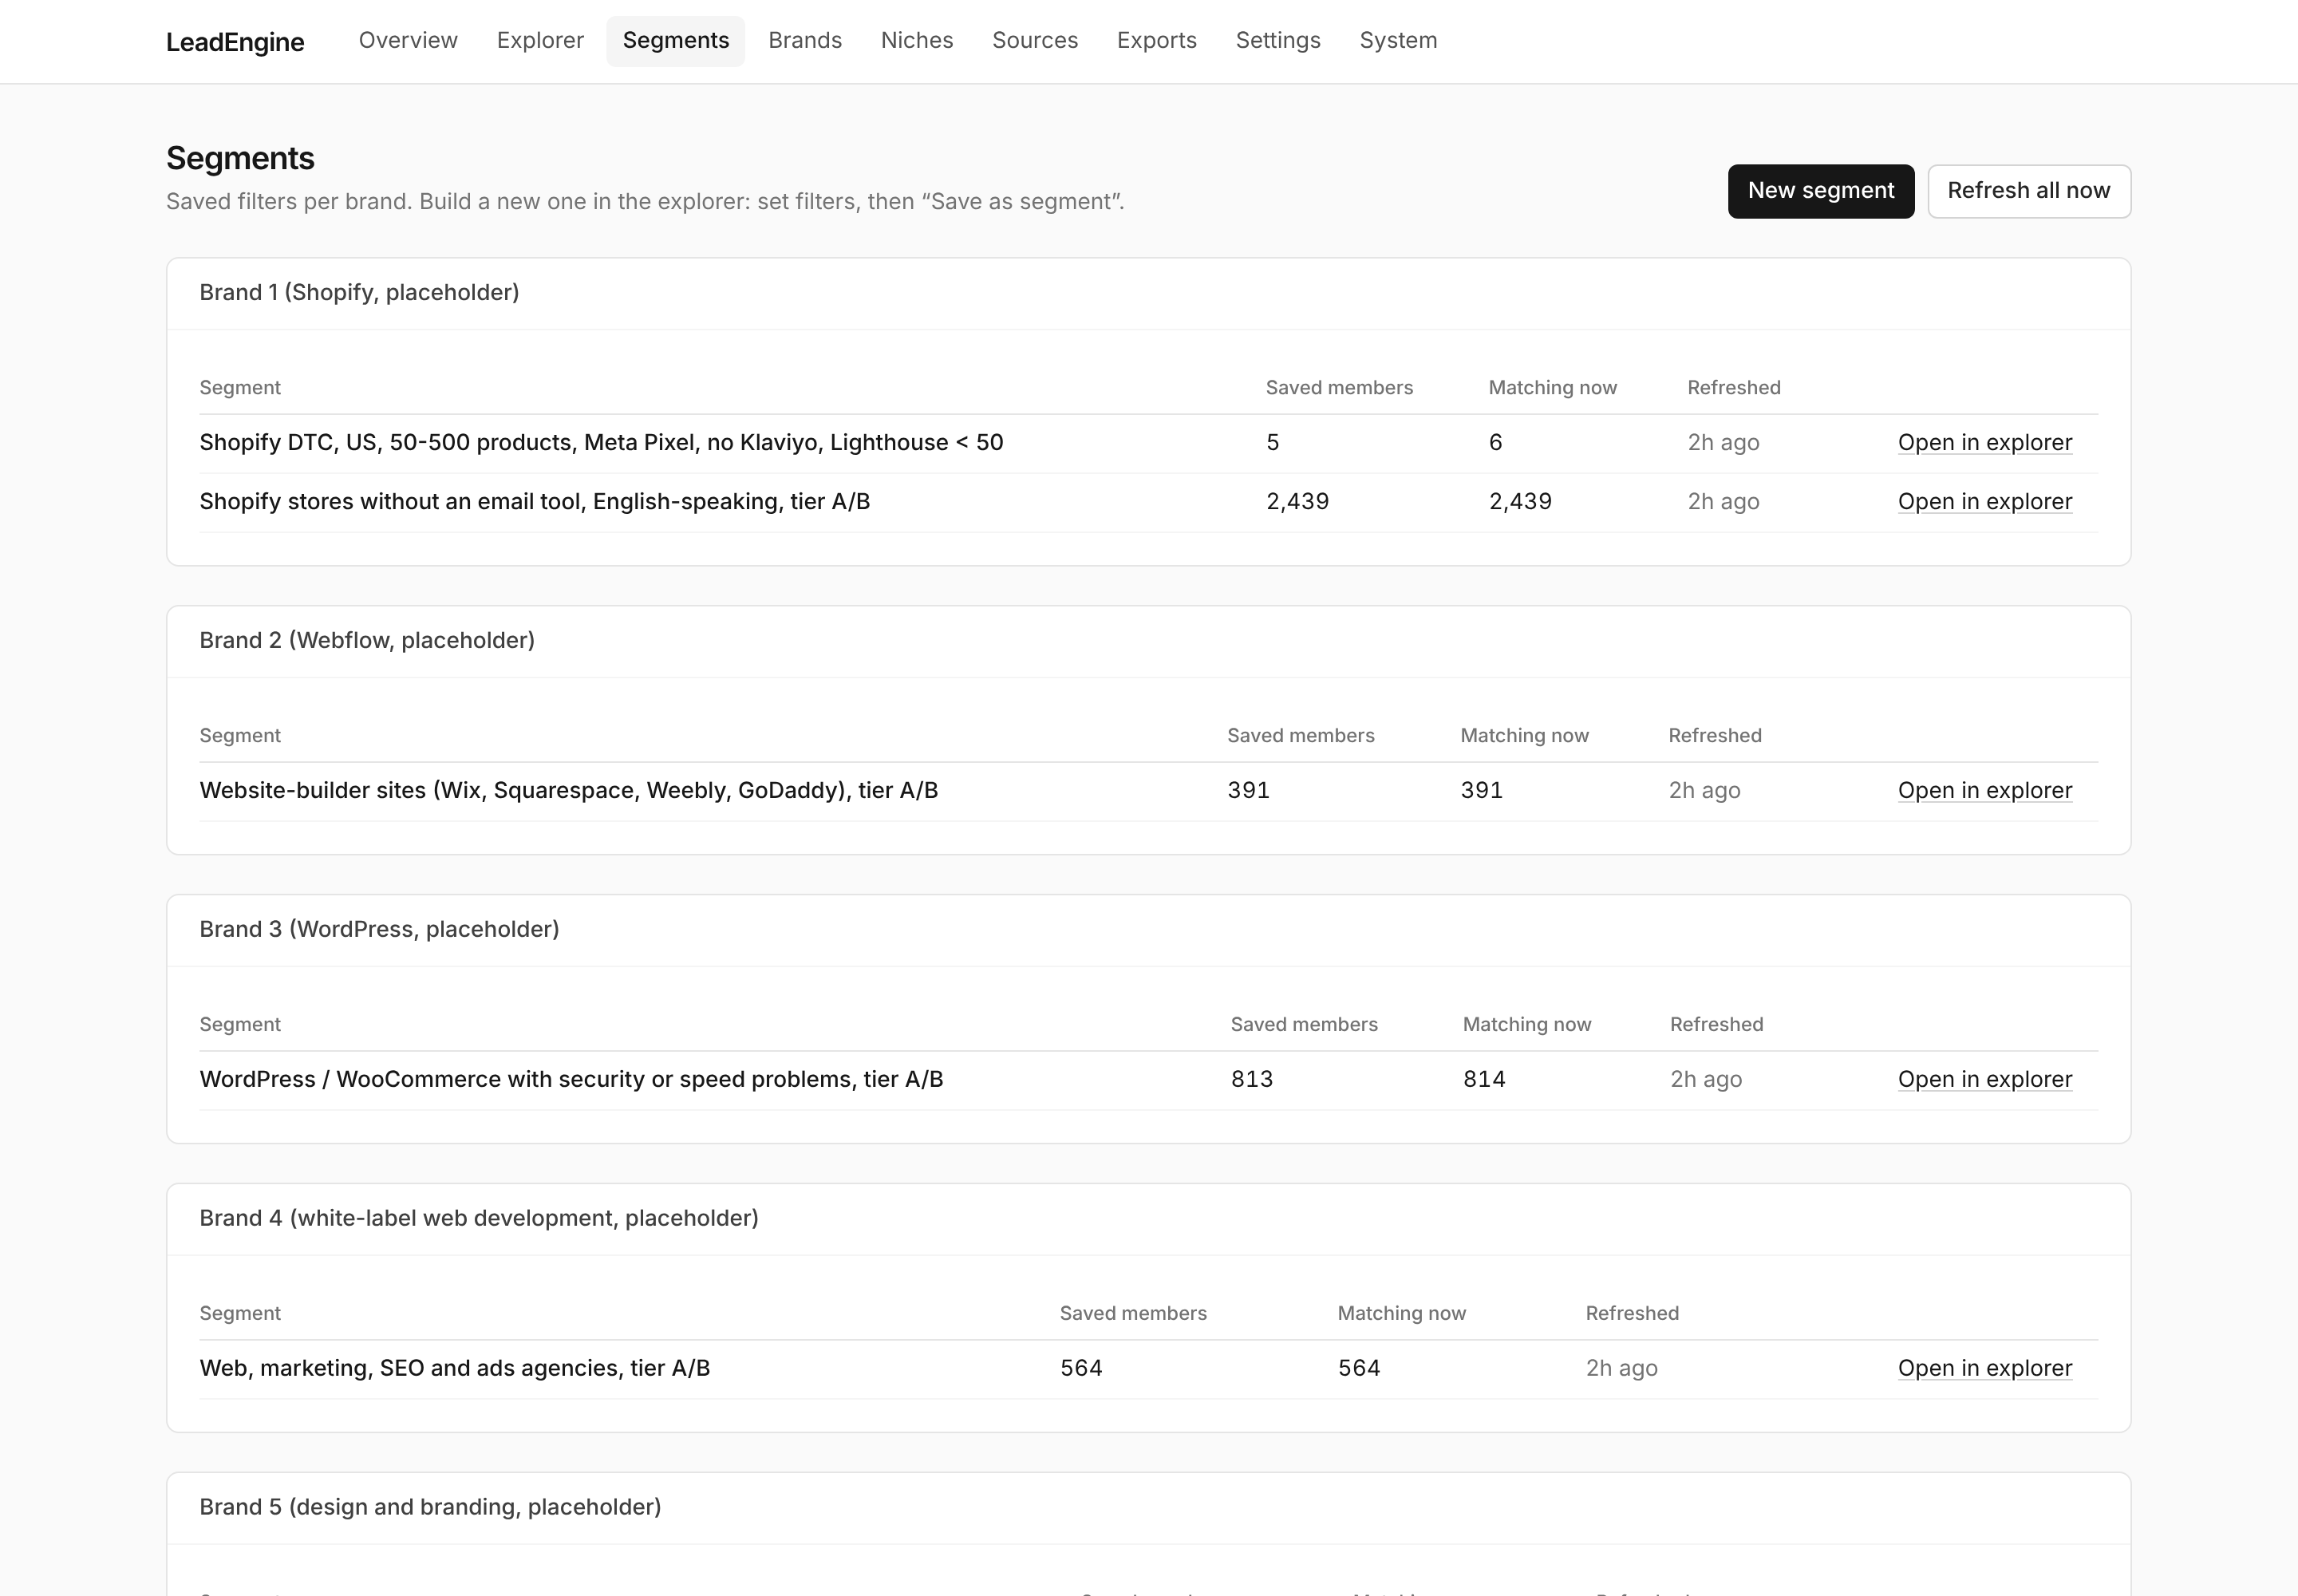 LeadEngine Overview Explorer Segments Brands Niches Sources Exports Settings System
Segments
Saved filters per brand. Build a new one in the explorer: set filters, then “Save as segment”.
New segment Refresh all now
Brand 1 (Shopify, placeholder)
Segment Saved members Matching now Refreshed
Shopify DTC, US, 50-500 products, Meta Pixel, no Klaviyo, Lighthouse < 50 5 6 2h ago Open in explorer
Shopify stores without an email tool, English-speaking, tier A/B 2,439 2,439 2h ago Open in explorer
Brand 2 (Webflow, placeholder)
Segment Saved members Matching now Refreshed
Website-builder sites (Wix, Squarespace, Weebly, GoDaddy), tier A/B 391 391 2h ago Open in explorer
Brand 3 (WordPress, placeholder)
Segment Saved members Matching now Refreshed
WordPress / WooCommerce with security or speed problems, tier A/B 813 814 2h ago Open in explorer
Brand 4 (white-label web development, placeholder)
Segment Saved members Matching now Refreshed
Web, marketing, SEO and ads agencies, tier A/B 564 564 2h ago Open in explorer
Brand 5 (design and branding, placeholder)